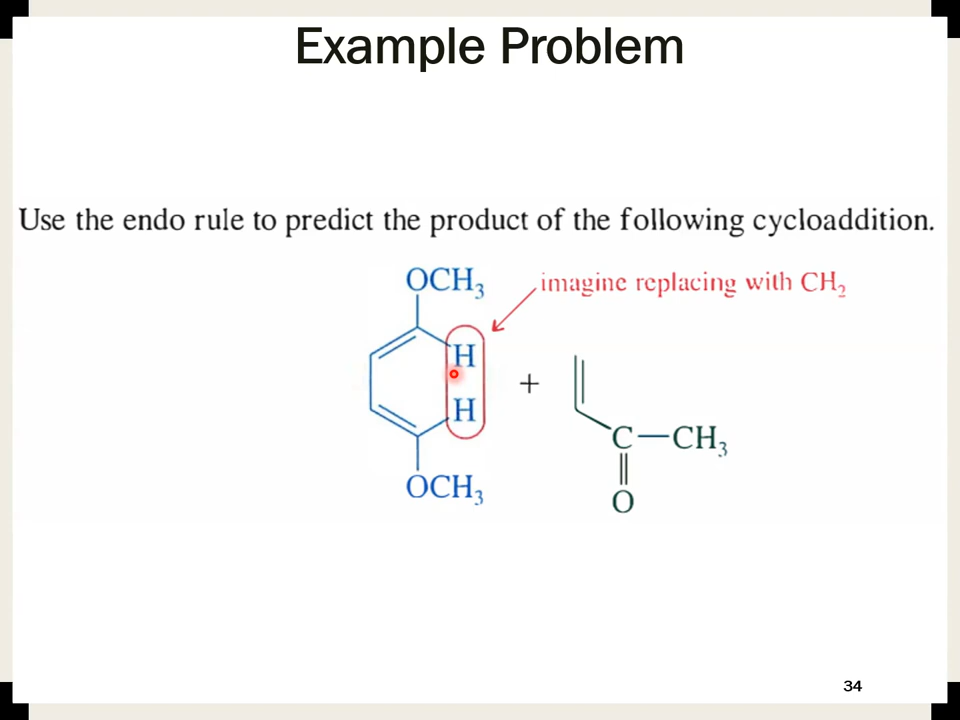 Example Problem
Use the endo rule to predict the product of the following cycloaddition.
OCH₃
imagine replacing with CH₂
H
+
H
C—CH₃
O
OCH₃
34